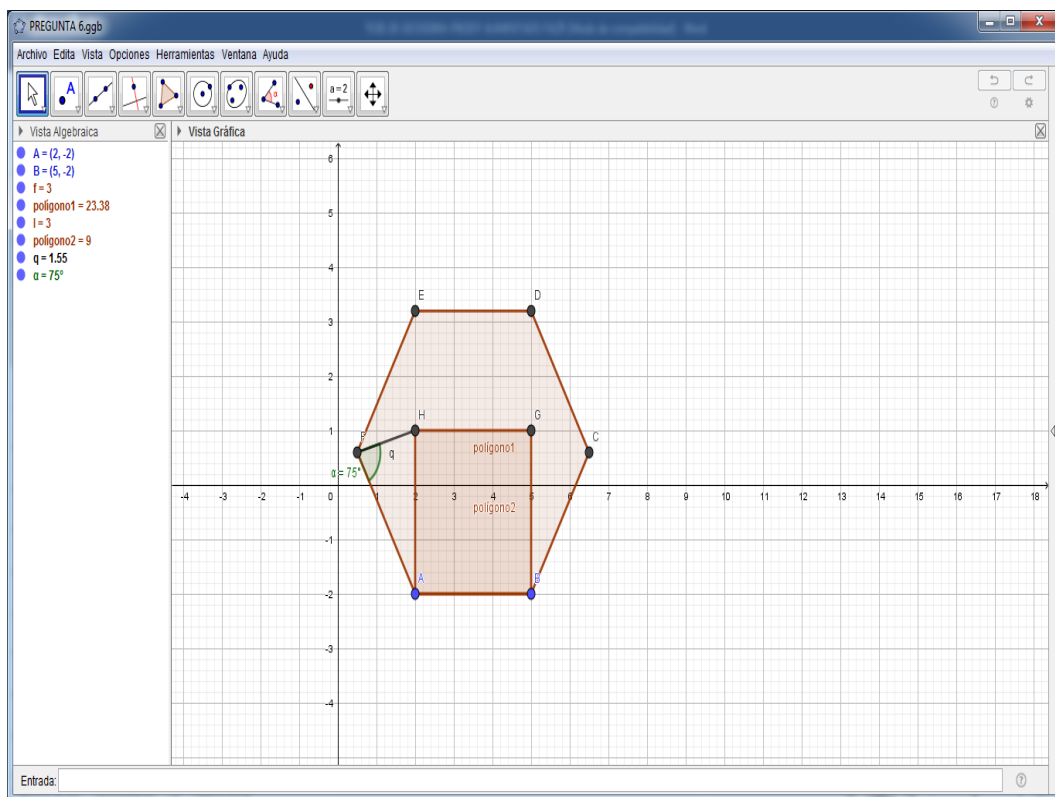 PREGUNTA 6.ggb
Archivo Edita Vista Opciones Herramientas Ventana Ayuda
A
α
a=2
Vista Algebraica
Vista Gráfica
A = (2, -2)
B = (5, -2)
f = 3
polígono1 = 23.38
l = 3
polígono2 = 9
q = 1.55
α = 75°
6
5
4
E
D
3
2
H
G
1
F
C
polígono1
q
α = 75°
-4
-3
-2
-1
0
1
2
3
4
5
6
7
8
9
10
11
12
13
14
15
16
17
18
polígono2
-1
A
B
-2
-3
-4
Entrada: